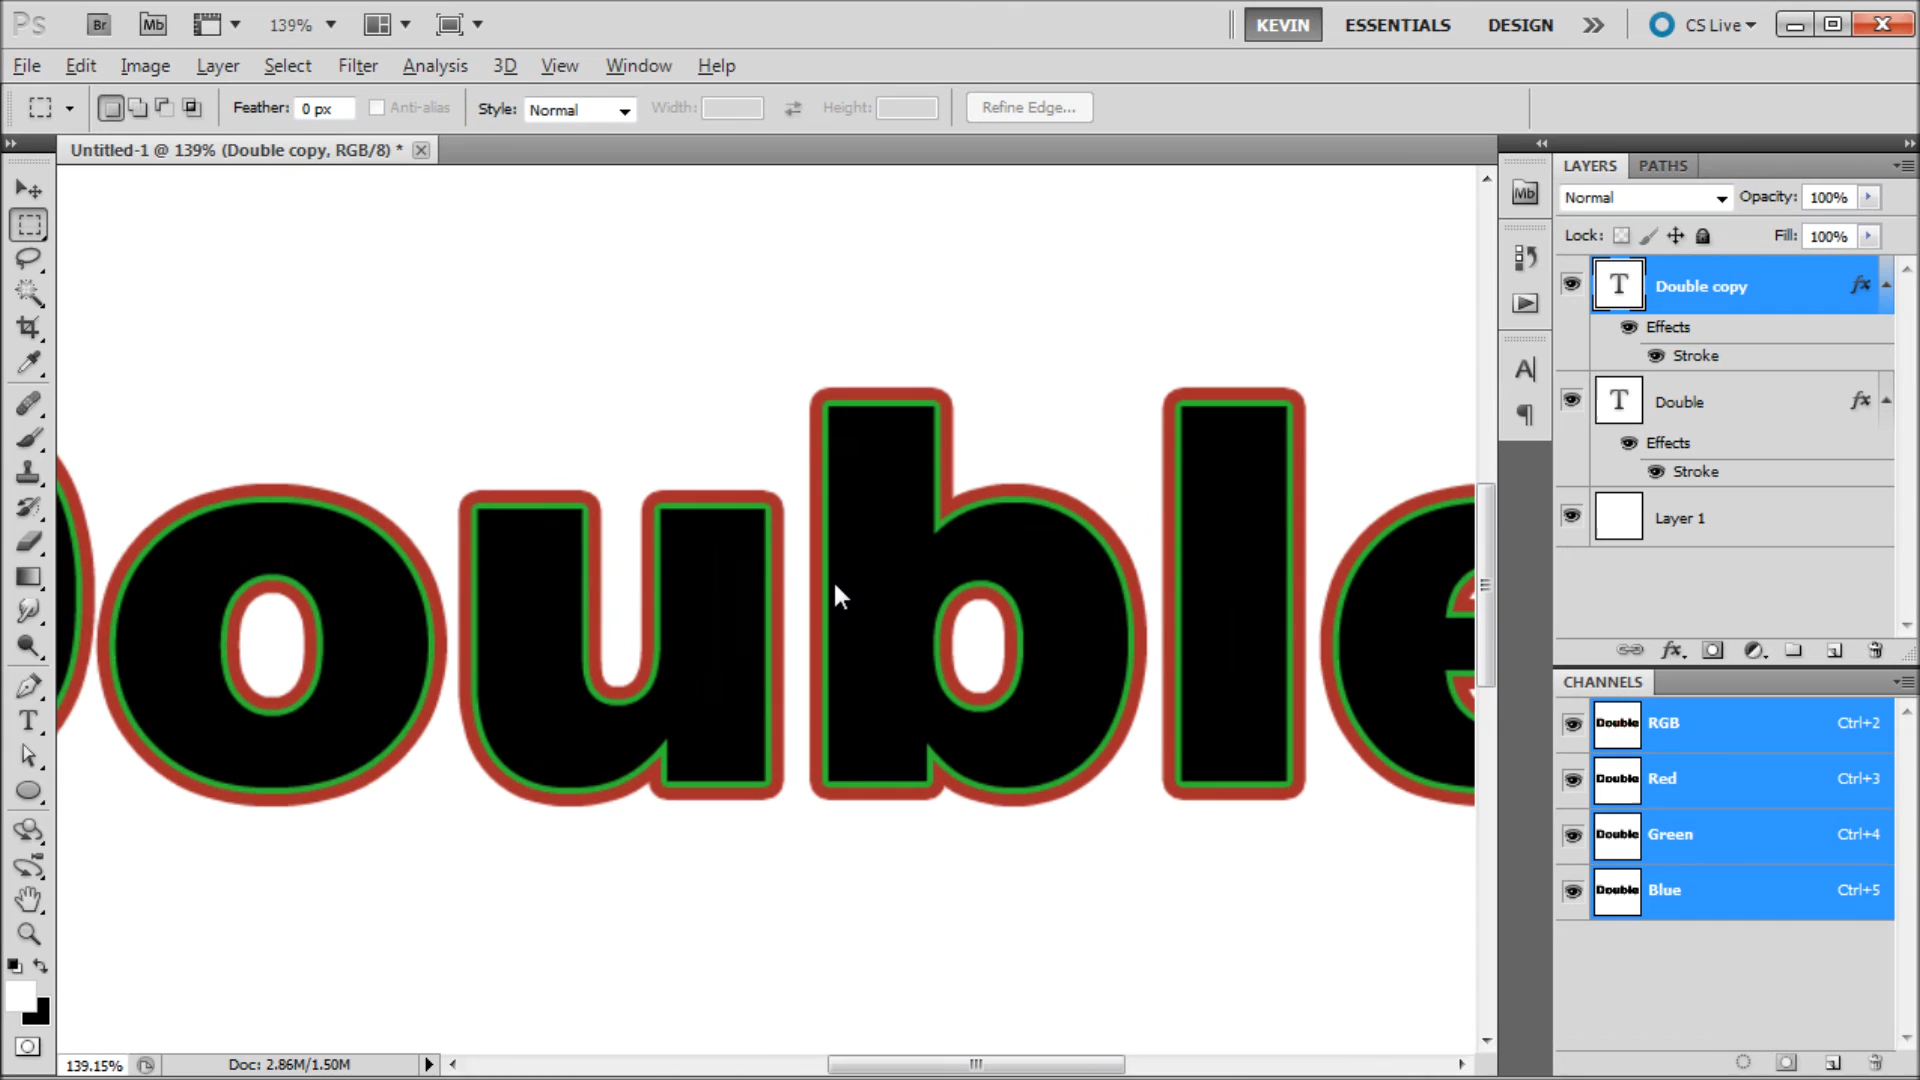 Ps Br Mb 139% KEVIN ESSENTIALS DESIGN CS Live
File Edit Image Layer Select Filter Analysis 3D View Window Help
Feather: 0 px Anti-alias Style: Normal Width: Height: Refine Edge...
Untitled-1 @ 139% (Double copy, RGB/8) *
LAYERS PATHS
Mb
Normal Opacity: 100%
Lock: Fill: 100%
T Double copy fx
Effects
Stroke
T Double fx
Effects
Stroke
Layer 1
Double
CHANNELS
Double RGB Ctrl+2
Double Red Ctrl+3
Double Green Ctrl+4
Double Blue Ctrl+5
139.15% Doc: 2.86M/1.50M